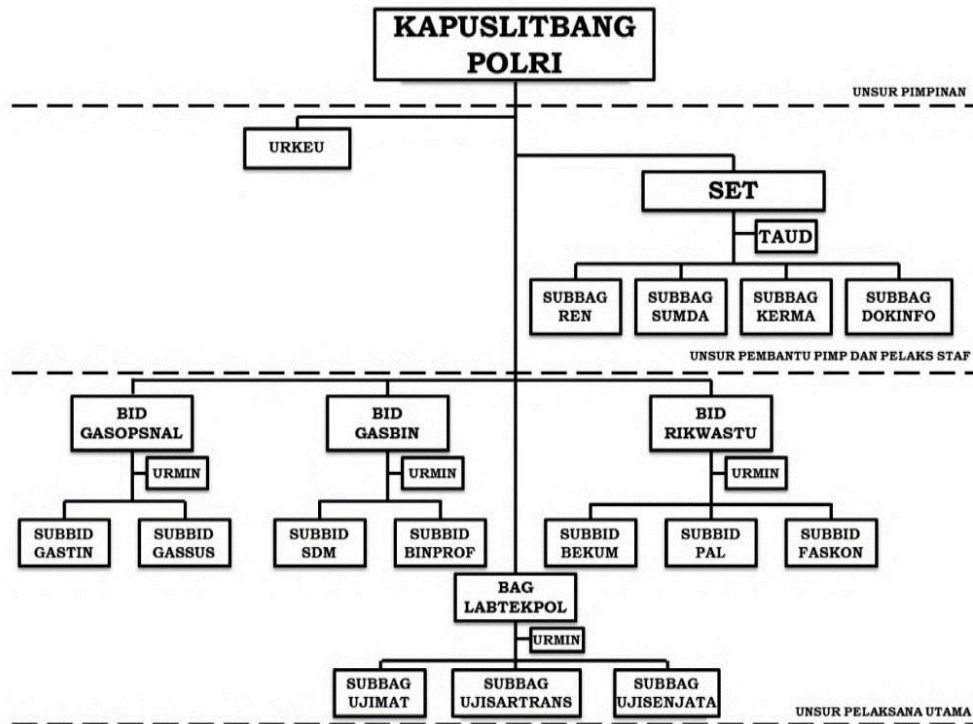 KAPUSLITBANG
POLRI
UNSUR PIMPINAN
URKEU
SET
TAUD
SUBBAG
REN
SUBBAG
SUMDA
SUBBAG
KERMA
SUBBAG
DOKINFO
UNSUR PEMBANTU PIMP DAN PELAKS STAF
BID
GASOPSNAL
BID
GASBIN
BID
RIKWASTU
URMIN
URMIN
URMIN
SUBBID
GASTIN
SUBBID
GASSUS
SUBBID
SDM
SUBBID
BINPROF
SUBBID
BEKUM
SUBBID
PAL
SUBBID
FASKON
BAG
LABTEKPOL
URMIN
SUBBAG
UJIMAT
SUBBAG
UJISARTRANS
SUBBAG
UJISENJATA
UNSUR PELAKSANA UTAMA